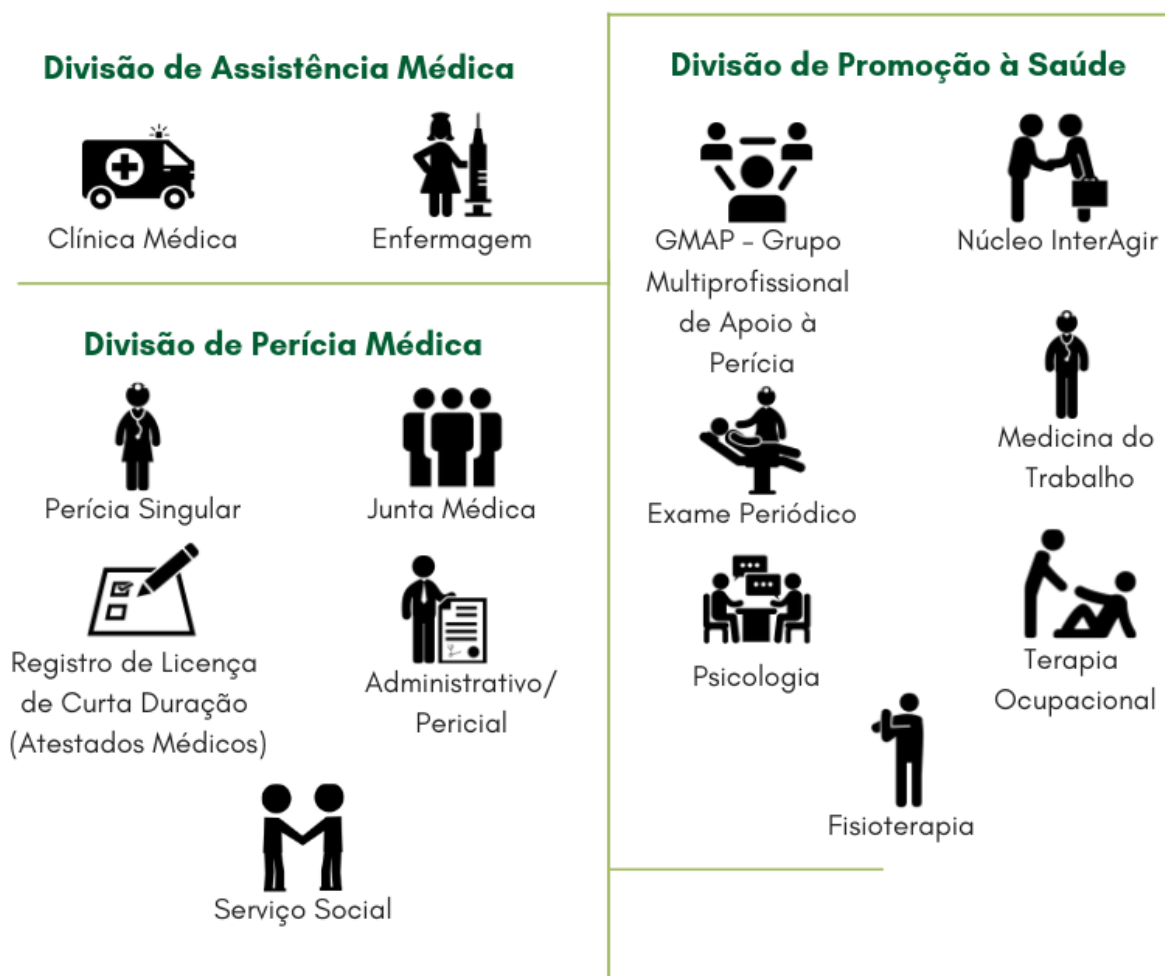 Divisão de Assistência Médica
Clínica Médica
Enfermagem
Divisão de Perícia Médica
Perícia Singular
Junta Médica
Registro de Licença
de Curta Duração
(Atestados Médicos)
Administrativo/
Pericial
Serviço Social
Divisão de Promoção à Saúde
GMAP - Grupo
Multiprofissional
de Apoio à
Perícia
Núcleo InterAgir
Medicina do
Trabalho
Exame Periódico
Psicologia
Terapia
Ocupacional
Fisioterapia